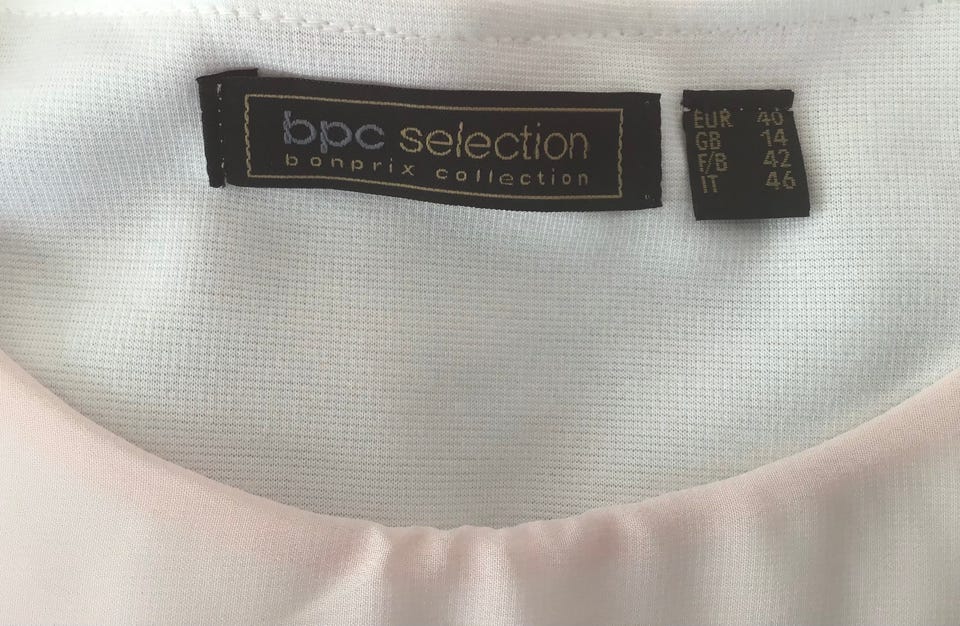 bpc selection
bonprix collection
EUR 40
GB 14
F/B 42
IT 46